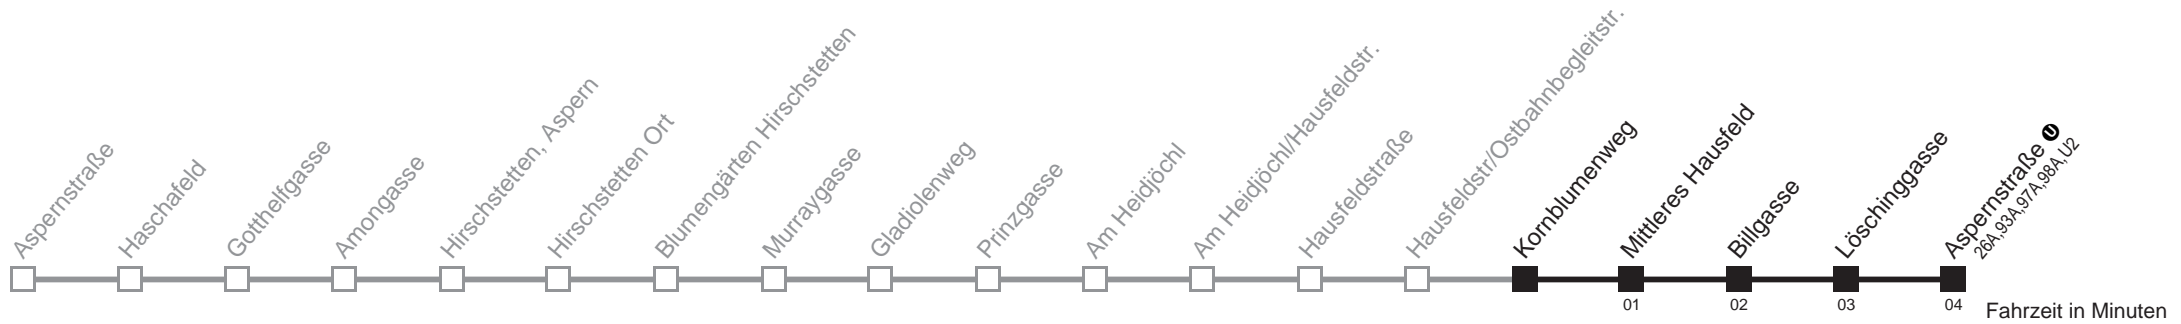 Aspernstraße
Haschafeld
Gotthelfgasse
Amongasse
Hirschstetten, Aspern
Hirschstetten Ort
Blumengärten Hirschstetten
Murraygasse
Gladiolenweg
Prinzgasse
Am Heidjöchl
Am Heidjöchl/Hausfeldstr.
Hausfeldstraße
Hausfeldstr/Ostbahnbegleitstr.
Kornblumenweg
Mittleres Hausfeld
Billgasse
Löschinggasse
Aspernstraße U
26A,93A,97A,98A,U2
01 02 03 04 Fahrzeit in Minuten